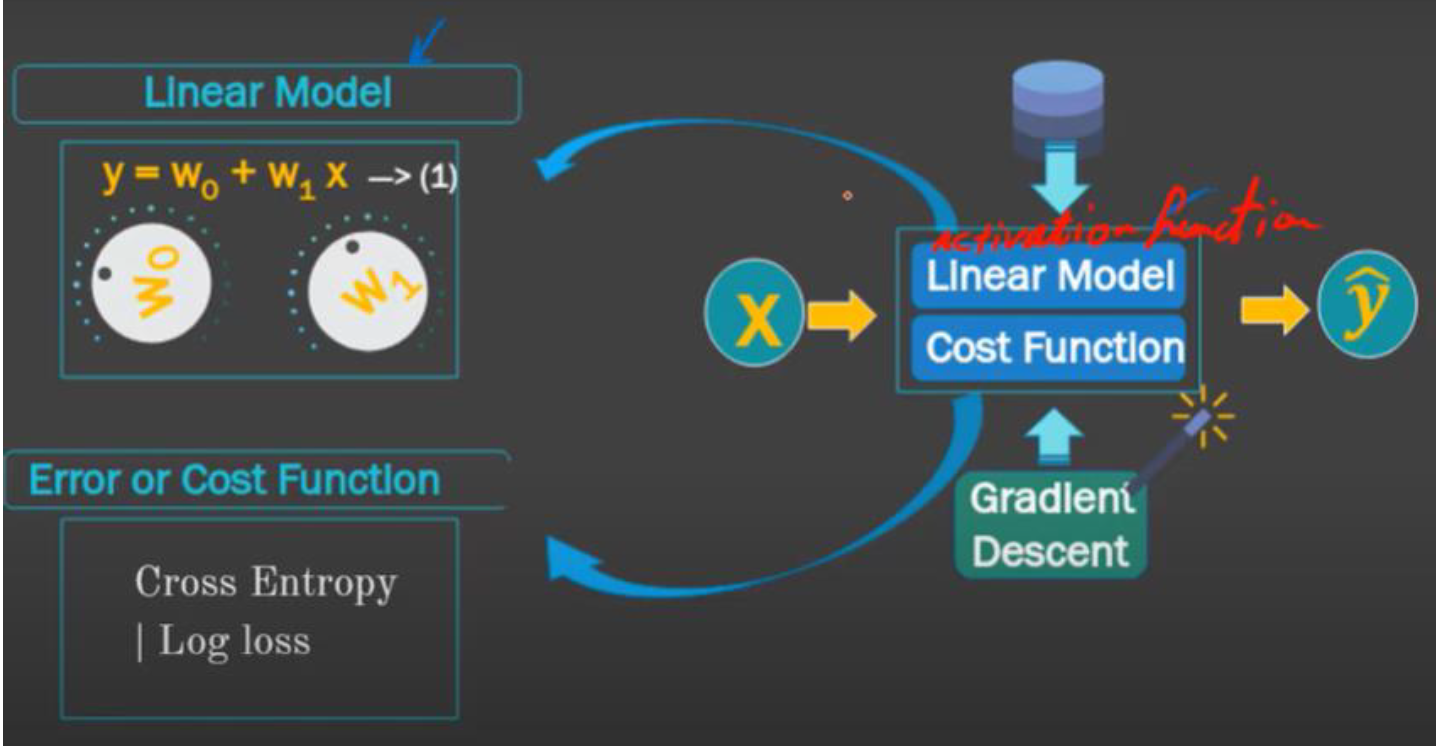 Linear Model
y = w₀ + w₁ x —> (1)
W0
W1
Error or Cost Function
Cross Entropy
| Log loss
activation function
Linear Model
Cost Function
X
ŷ
Gradient
Descent